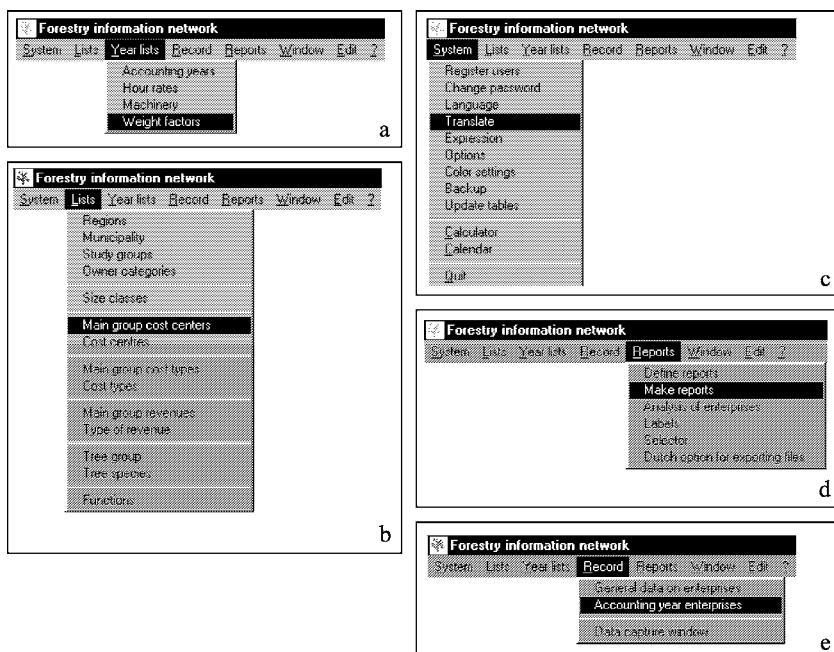 Forestry information network
System Lists Year lists Record Reports Window Edit ?
Accounting years
Hour rates
Machinery
Weight factors
a
Forestry information network
System Lists Year lists Record Reports Window Edit ?
Regions
Municipality
Study groups
Owner categories
Size classes
Main group cost centers
Cost centres
Main group cost types
Cost types
Main group revenues
Type of revenue
Tree group
Tree species
Functions
b
Forestry information network
System Lists Year lists Record Reports Window Edit ?
Register users
Change password
Language
Translate
Expression
Options
Color settings
Backup
Update tables
Calculator
Calendar
Quit
c
Forestry information network
System Lists Year lists Record Reports Window Edit ?
Define reports
Make reports
Analysis of enterprises
Labels
Selector
Dutch option for exporting files
d
Forestry information network
System Lists Year lists Record Reports Window Edit ?
General data on enterprises
Accounting year enterprises
Data capture window
e